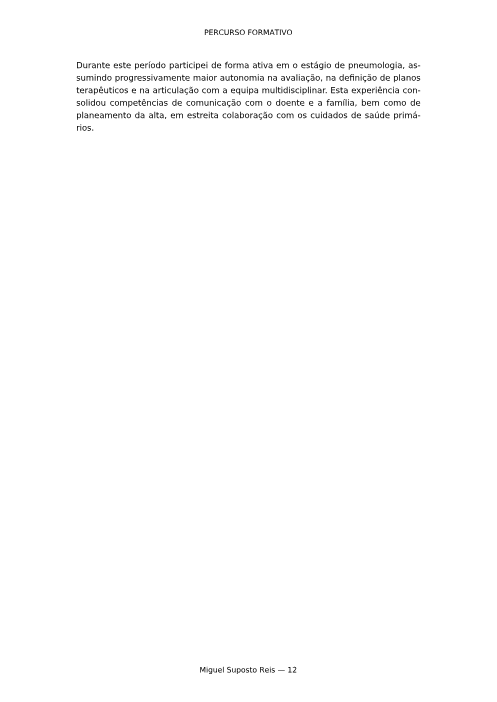 PERCURSO FORMATIVO
Durante este período participei de forma ativa em o estágio de pneumologia, as-
sumindo progressivamente maior autonomia na avaliação, na definição de planos
terapêuticos e na articulação com a equipa multidisciplinar. Esta experiência con-
solidou competências de comunicação com o doente e a família, bem como de
planeamento da alta, em estreita colaboração com os cuidados de saúde primá-
rios.
Miguel Suposto Reis — 12